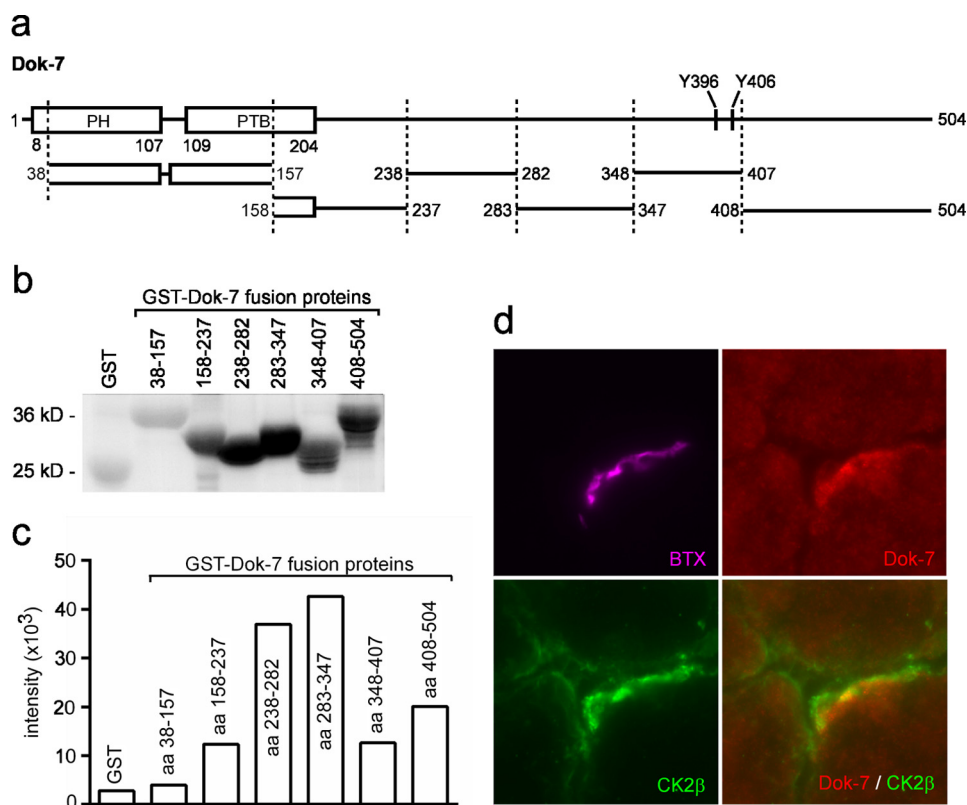 a
Dok-7
Y396 Y406
1 PH PTB 504
8 107 109 204
38 157 238 282 348 407
158 237 283 347 408 504
b
GST-Dok-7 fusion proteins
GST 38-157 158-237 238-282 283-347 348-407 408-504
36 kD -
25 kD -
c
GST-Dok-7 fusion proteins
intensity (x103)
50
40
30
20
10
0
GST
aa 38-157
aa 158-237
aa 238-282
aa 283-347
aa 348-407
aa 408-504
d
BTX
Dok-7
CK2β
Dok-7 / CK2β